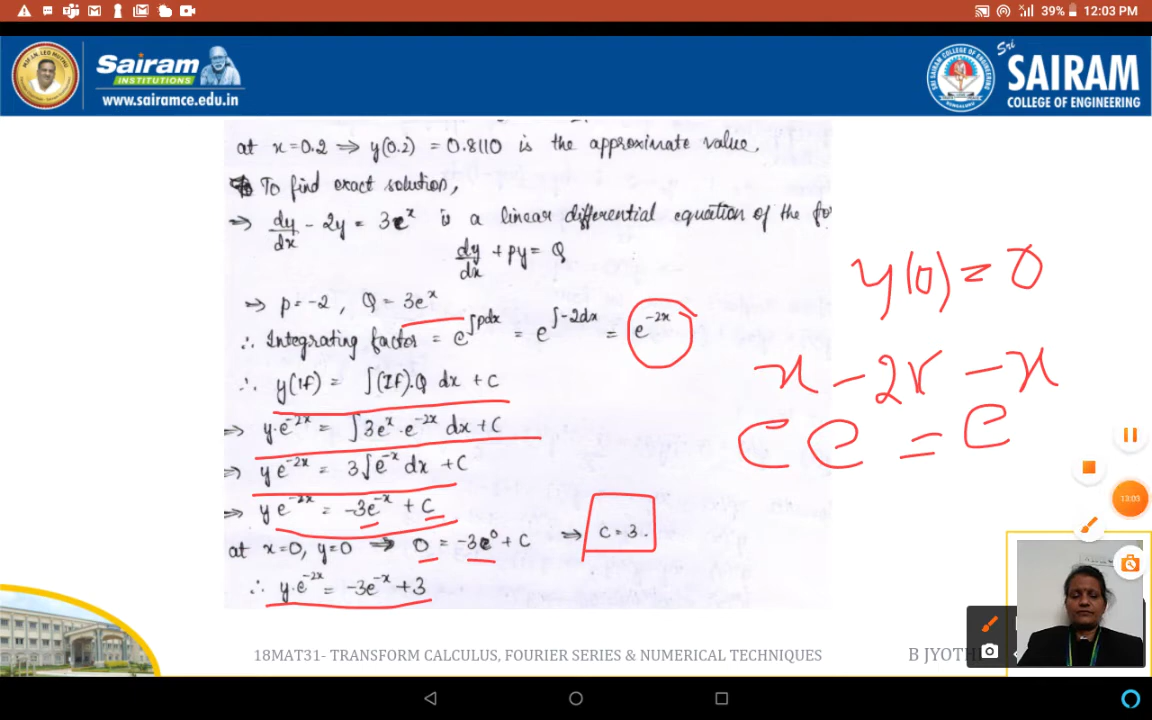 39% 12:03 PM
Sairam
INSTITUTIONS
www.sairamce.edu.in
Sri
SAIRAM
COLLEGE OF ENGINEERING
at x=0.2 ⟹ y(0.2) = 0.8110 is the approximate value.
To find exact solution,
⟹ dy/dx - 2y = 3e^x is a linear differential equation of the fo
dy/dx + py = Q
⟹ p = -2, Q = 3e^x
∴ Integrating factor = e^∫pdx = e^∫-2dx = e^-2x
∴ y(IF) = ∫(IF).Q dx + C
⟹ y.e^-2x = ∫3e^x.e^-2x dx + C
⟹ y e^-2x = 3∫e^-x dx + C
⟹ y e^-2x = -3e^-x + C
at x=0, y=0 ⟹ 0 = -3e^0 + C ⟹ C = 3.
∴ y.e^-2x = -3e^-x + 3
y(0) = 0
x -2x -x
e e = e
13:03
18MAT31- TRANSFORM CALCULUS, FOURIER SERIES & NUMERICAL TECHNIQUES
B JYOTHI